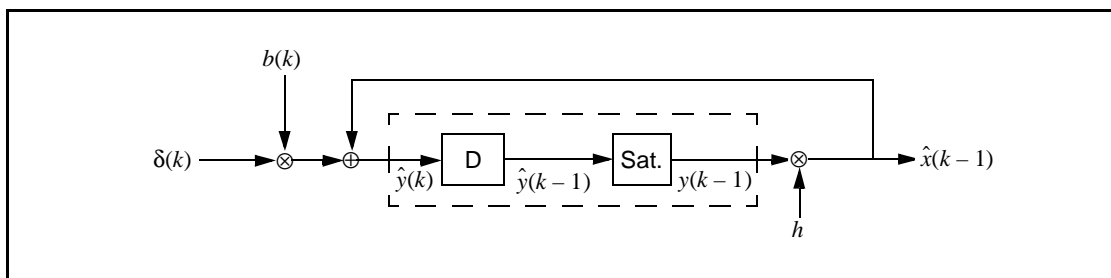 b(k)
δ(k)
D
Sat.
x̂(k – 1)
ŷ(k)
ŷ(k – 1)
y(k – 1)
h